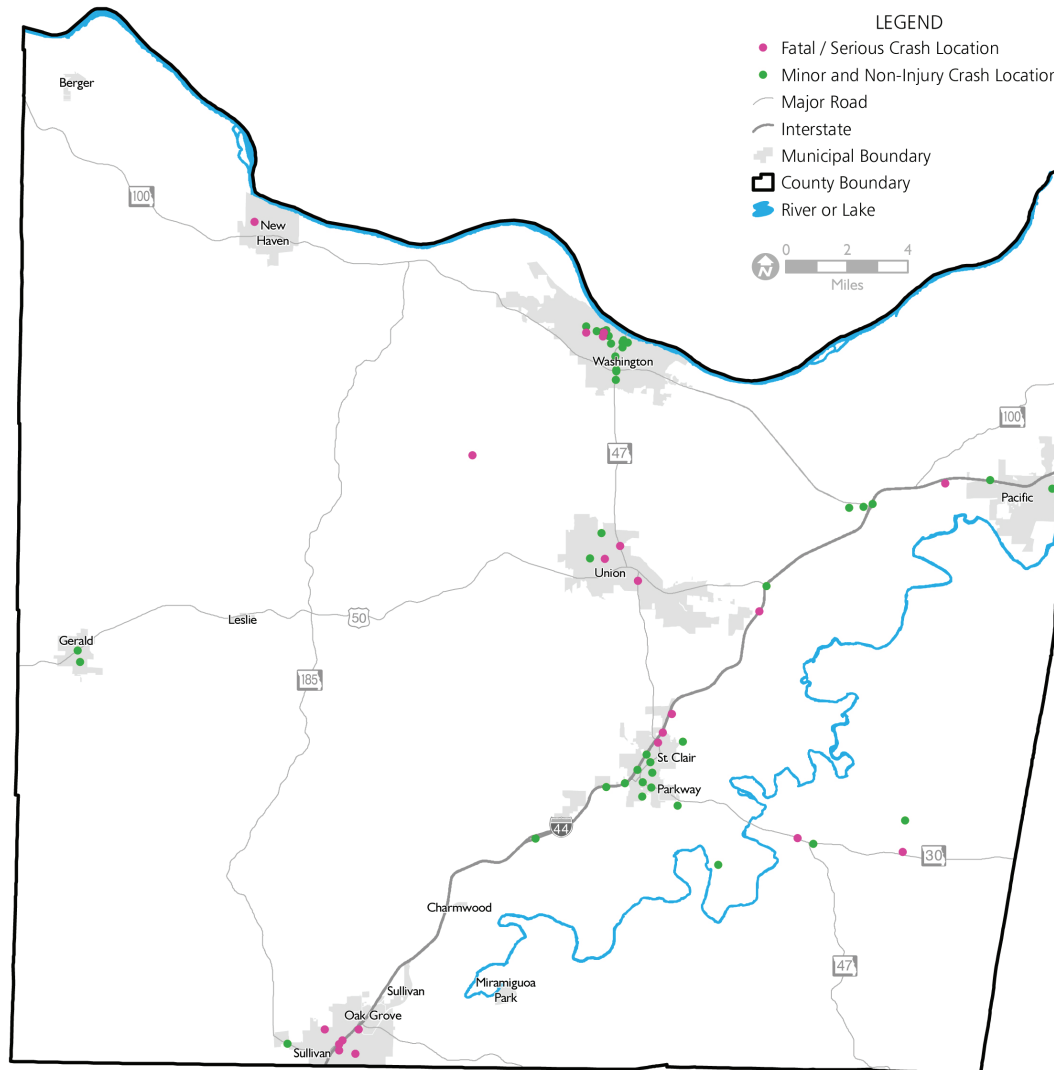 LEGEND
Fatal / Serious Crash Location
Minor and Non-Injury Crash Location
Major Road
Interstate
Municipal Boundary
County Boundary
River or Lake
0 2 4
N
Miles
Berger
100
New
Haven
Washington
100
47
Pacific
Union
50
Leslie
Gerald
185
St Clair
Parkway
44
30
Charmwood
47
Miramiguoa
Park
Sullivan
Oak Grove
Sullivan